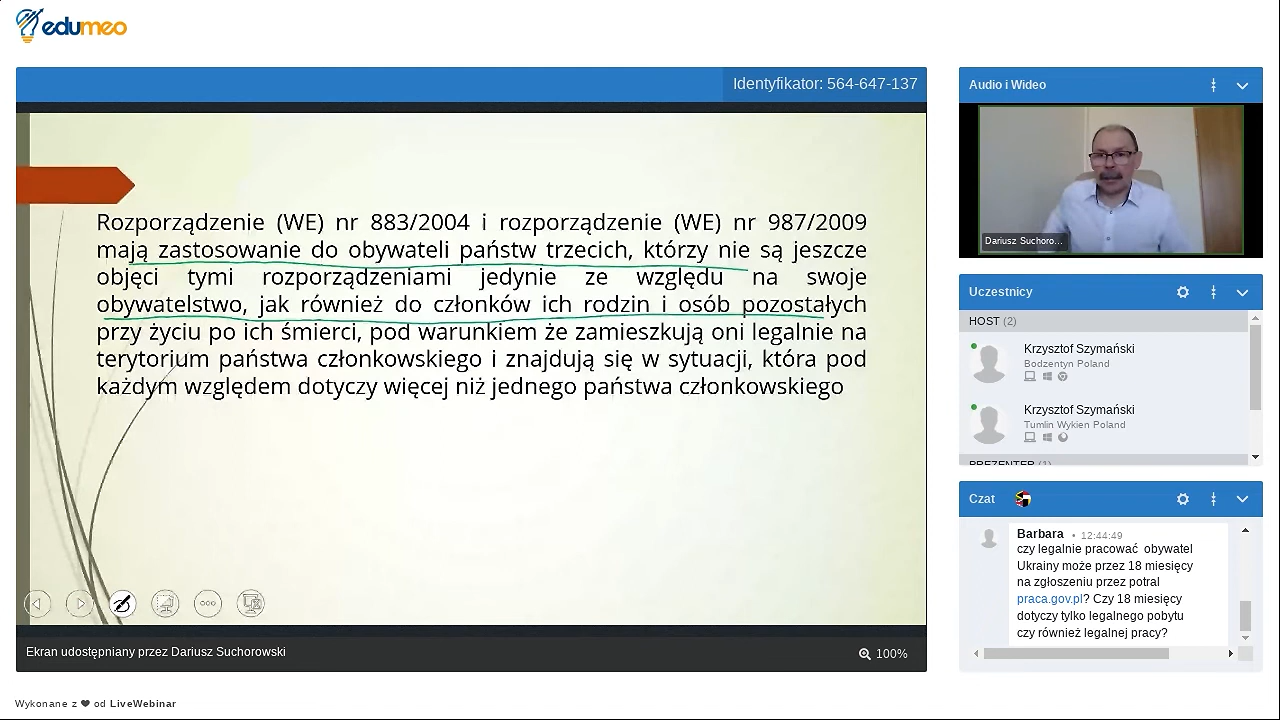 edumeo
Identyfikator: 564-647-137
Rozporządzenie (WE) nr 883/2004 i rozporządzenie (WE) nr 987/2009
mają zastosowanie do obywateli państw trzecich, którzy nie są jeszcze
objęci tymi rozporządzeniami jedynie ze względu na swoje
obywatelstwo, jak również do członków ich rodzin i osób pozostałych
przy życiu po ich śmierci, pod warunkiem że zamieszkują oni legalnie na
terytorium państwa członkowskiego i znajdują się w sytuacji, która pod
każdym względem dotyczy więcej niż jednego państwa członkowskiego
Ekran udostępniany przez Dariusz Suchorowski
100%
Audio i Wideo
Dariusz Suchoro...
Uczestnicy
HOST (2)
Krzysztof Szymański
Bodzentyn Poland
Krzysztof Szymański
Tumlin Wykien Poland
PREZENTER (1)
Czat
Barbara • 12:44:49
czy legalnie pracować obywatel
Ukrainy może przez 18 miesięcy
na zgłoszeniu przez potral
praca.gov.pl? Czy 18 miesięcy
dotyczy tylko legalnego pobytu
czy również legalnej pracy?
Wykonane z ❤ od LiveWebinar